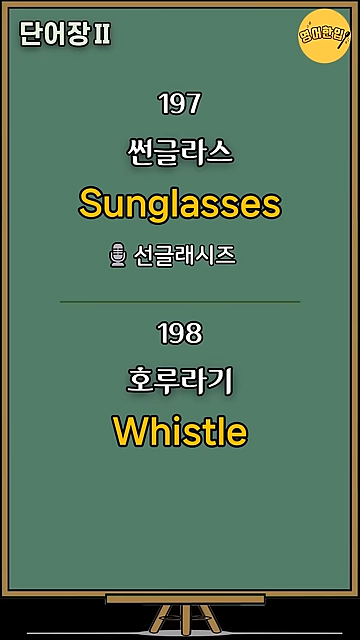 단어장 II
영어한입
197
썬글라스
Sunglasses
선글래시즈
198
호루라기
Whistle